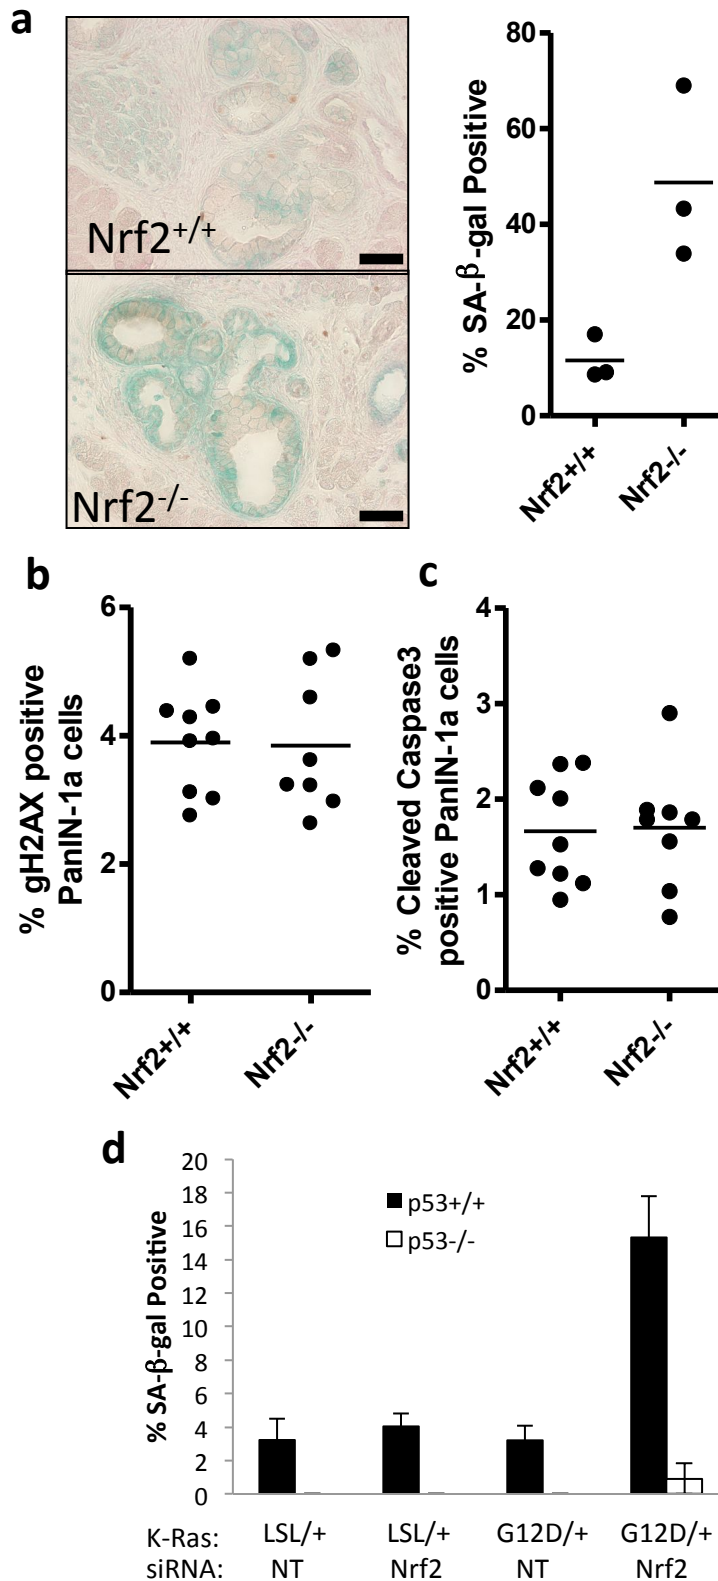 a
Nrf2+/+
Nrf2-/-
% SA-β-gal Positive
80
60
40
20
0
Nrf2+/+
Nrf2-/-
b
% gH2AX positive
PanIN-1a cells
6
4
2
0
Nrf2+/+
Nrf2-/-
c
% Cleaved Caspase3
positive PanIN-1a cells
4
3
2
1
0
Nrf2+/+
Nrf2-/-
d
% SA-β-gal Positive
20
18
16
14
12
10
8
6
4
2
0
p53+/+
p53-/-
K-Ras: LSL/+ LSL/+ G12D/+ G12D/+
siRNA: NT Nrf2 NT Nrf2